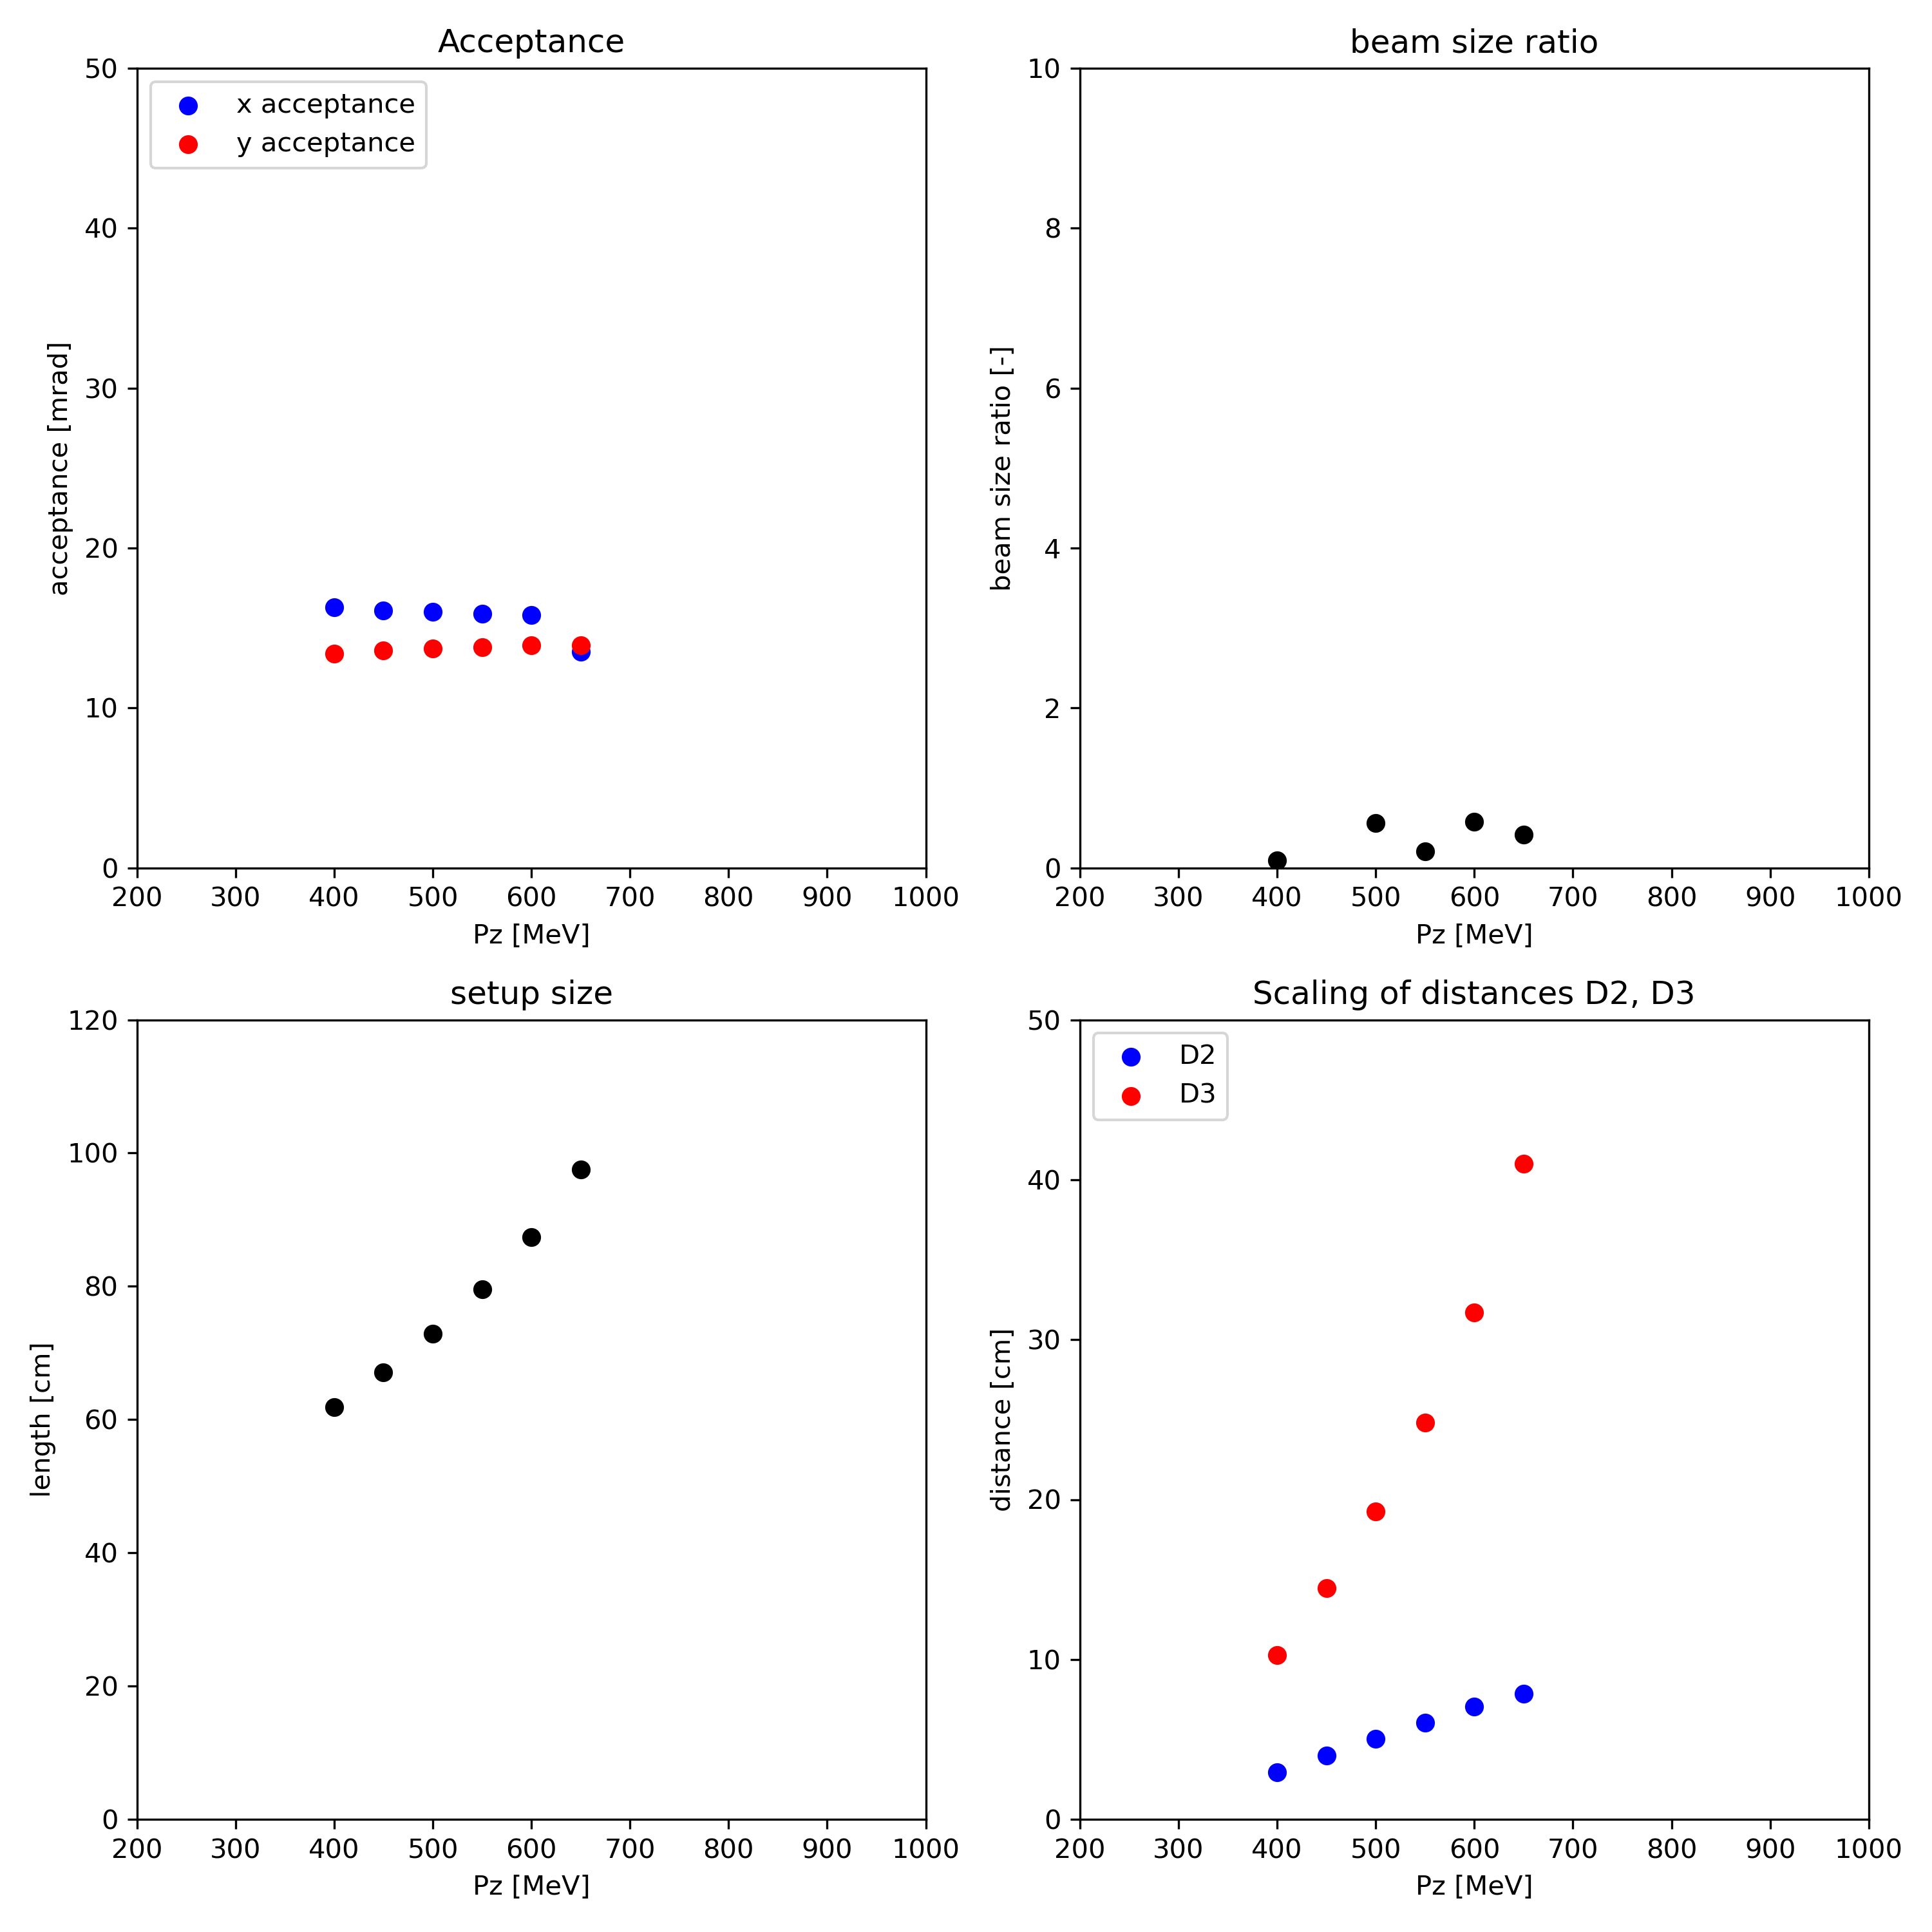 Acceptance
50
40
30
20
10
0
acceptance [mrad]
x acceptance
y acceptance
200 300 400 500 600 700 800 900 1000
Pz [MeV]
beam size ratio
10
8
6
4
2
0
beam size ratio [-]
200 300 400 500 600 700 800 900 1000
Pz [MeV]
setup size
120
100
80
60
40
20
0
length [cm]
200 300 400 500 600 700 800 900 1000
Pz [MeV]
Scaling of distances D2, D3
50
40
30
20
10
0
distance [cm]
D2
D3
200 300 400 500 600 700 800 900 1000
Pz [MeV]